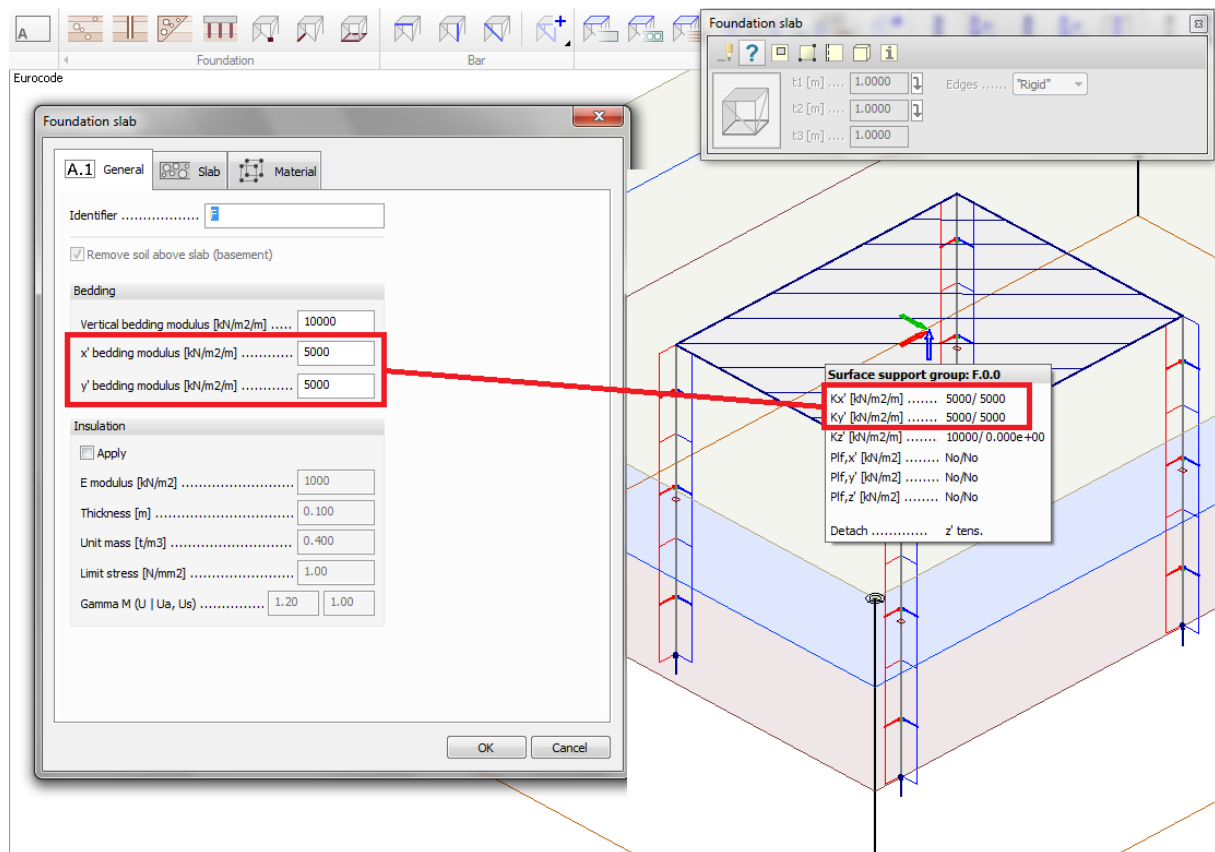 A
Foundation
Bar
Eurocode
Foundation slab
t1 [m] .... 1.0000
Edges ...... "Rigid"
t2 [m] .... 1.0000
t3 [m] .... 1.0000
Foundation slab
A.1 General
Slab
Material
Identifier .................. F
Remove soil above slab (basement)
Bedding
Vertical bedding modulus [kN/m2/m] ..... 10000
x' bedding modulus [kN/m2/m] ............ 5000
y' bedding modulus [kN/m2/m] ............ 5000
Insulation
Apply
E modulus [kN/m2] .......................... 1000
Thickness [m] ................................ 0.100
Unit mass [t/m3] ............................ 0.400
Limit stress [N/mm2] ........................ 1.00
Gamma M (U | Ua, Us) ............... 1.20 1.00
OK
Cancel
Surface support group: F.0.0
Kx' [kN/m2/m] ....... 5000/ 5000
Ky' [kN/m2/m] ....... 5000/ 5000
Kz' [kN/m2/m] ....... 10000/ 0.000e+00
Plf,x' [kN/m2] ........ No/No
Plf,y' [kN/m2] ........ No/No
Plf,z' [kN/m2] ........ No/No
Detach ............. z' tens.